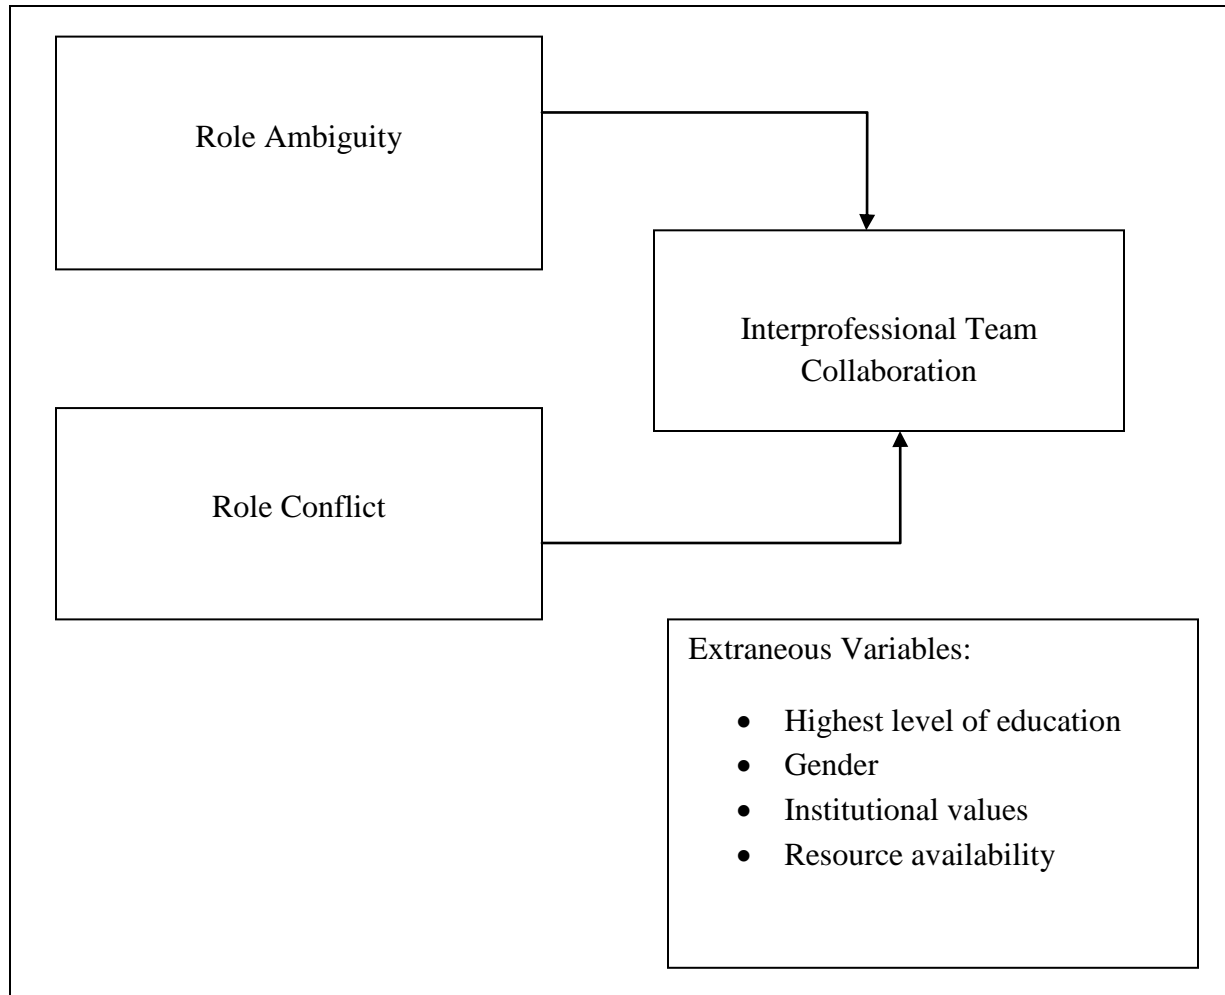 Role Ambiguity
Interprofessional Team
Collaboration
Role Conflict
Extraneous Variables:
• Highest level of education
• Gender
• Institutional values
• Resource availability